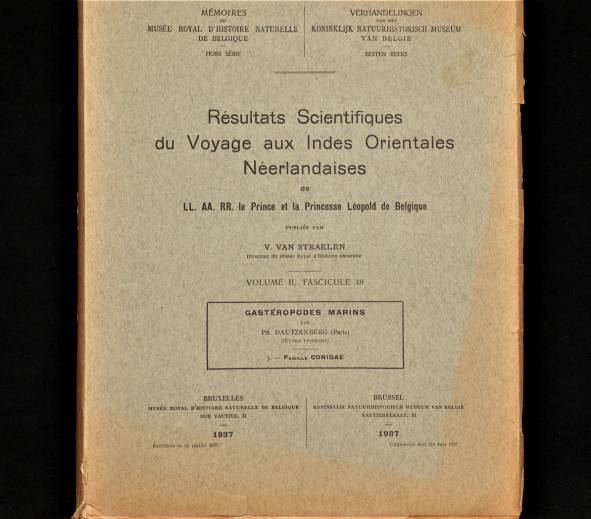 MÉMOIRES
DU
MUSÉE ROYAL D'HISTOIRE NATURELLE
DE BELGIQUE
HORS SÉRIE
VERHANDELINGEN
VAN HET
KONINKLIJK NATUURHISTORISCH MUSEUM
VAN BELGIË
BUITEN REEKS
Résultats Scientifiques
du Voyage aux Indes Orientales
Néerlandaises
de
LL. AA. RR. le Prince et la Princesse Léopold de Belgique
PUBLIÉS PAR
V. VAN STRAELEN
Directeur du Musée Royal d'Histoire naturelle
VOLUME II, FASCICULE 18
GASTÉROPODES MARINS
PAR
PH. DAUTZENBERG (Paris)
(ŒUVRE POSTHUME)
3. — FAMILLE CONIDAE
BRUXELLES
MUSÉE ROYAL D'HISTOIRE NATURELLE DE BELGIQUE
RUE VAUTIER, 31
1937
BRUSSEL
KONINKLIJK NATUURHISTORISCH MUSEUM VAN BELGIË
VAUTIERSTRAAT, 31
1937